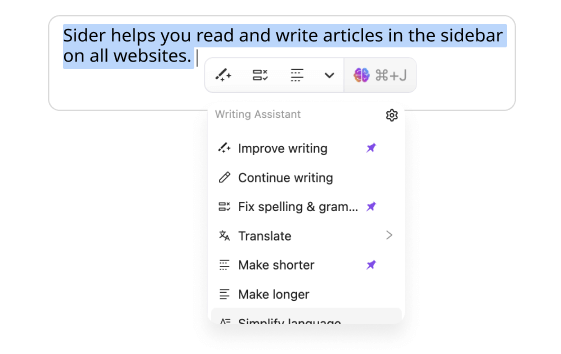 Sider helps you read and write articles in the sidebar
on all websites.
⌘+J
Writing Assistant
Improve writing
Continue writing
Fix spelling & gram...
Translate
Make shorter
Make longer
Simplify language